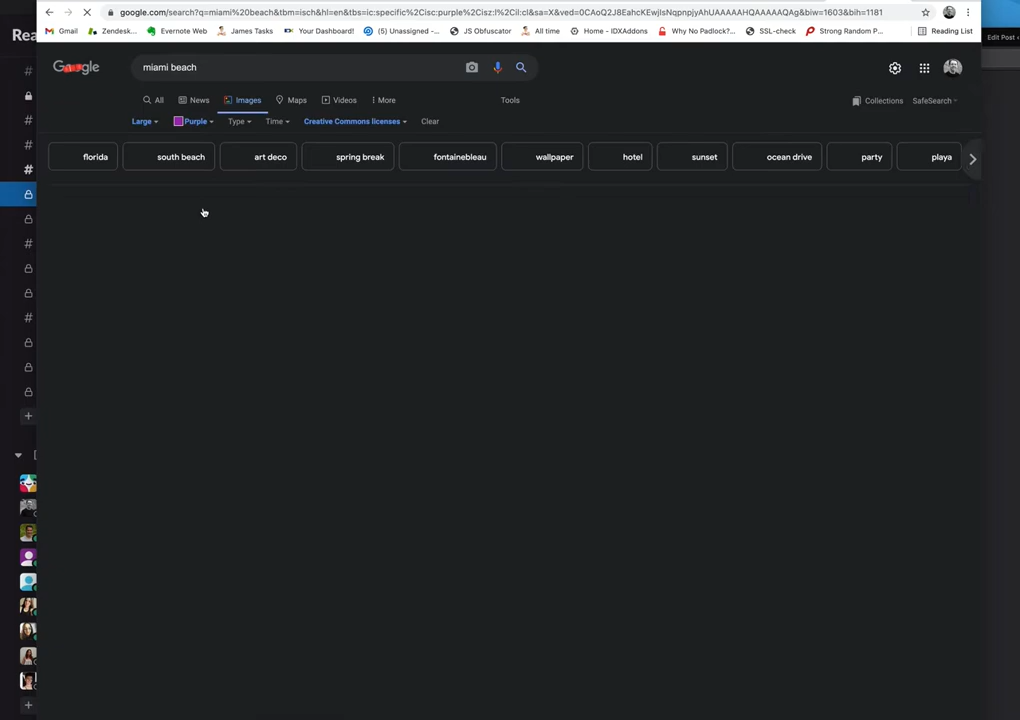 google.com/search?q=miami%20beach&tbm=isch&hl=en&tbs=ic:specific%2Cisc:purple%2Cisz:l%2Cil:cl&sa=X&ved=0CAoQ2J8EahcKEwjIsNqpnpjyAhUAAAAAHQAAAAAQAg&biw=1603&bih=1181
Edit Post
Gmail Zendesk... Evernote Web James Tasks Your Dashboard! (5) Unassigned -... JS Obfuscator All time Home - IDXAddons Why No Padlock?... SSL-check Strong Random P... Reading List
Rea
Google miami beach
All News Images Maps Videos More Tools Collections SafeSearch
Large Purple Type Time Creative Commons licenses Clear
florida south beach art deco spring break fontainebleau wallpaper hotel sunset ocean drive party playa